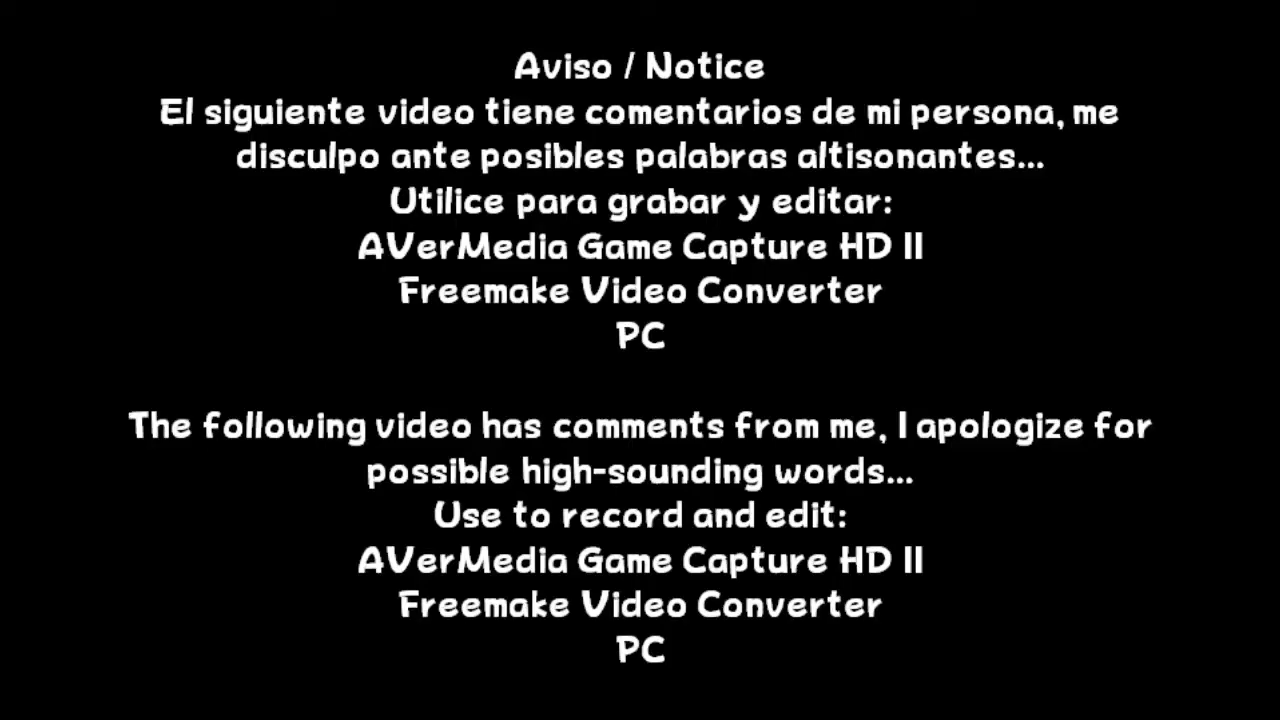 Aviso / Notice
El siguiente video tiene comentarios de mi persona, me
disculpo ante posibles palabras altisonantes...
Utilice para grabar y editar:
AVerMedia Game Capture HD II
Freemake Video Converter
PC
The following video has comments from me, I apologize for
possible high-sounding words...
Use to record and edit:
AVerMedia Game Capture HD II
Freemake Video Converter
PC